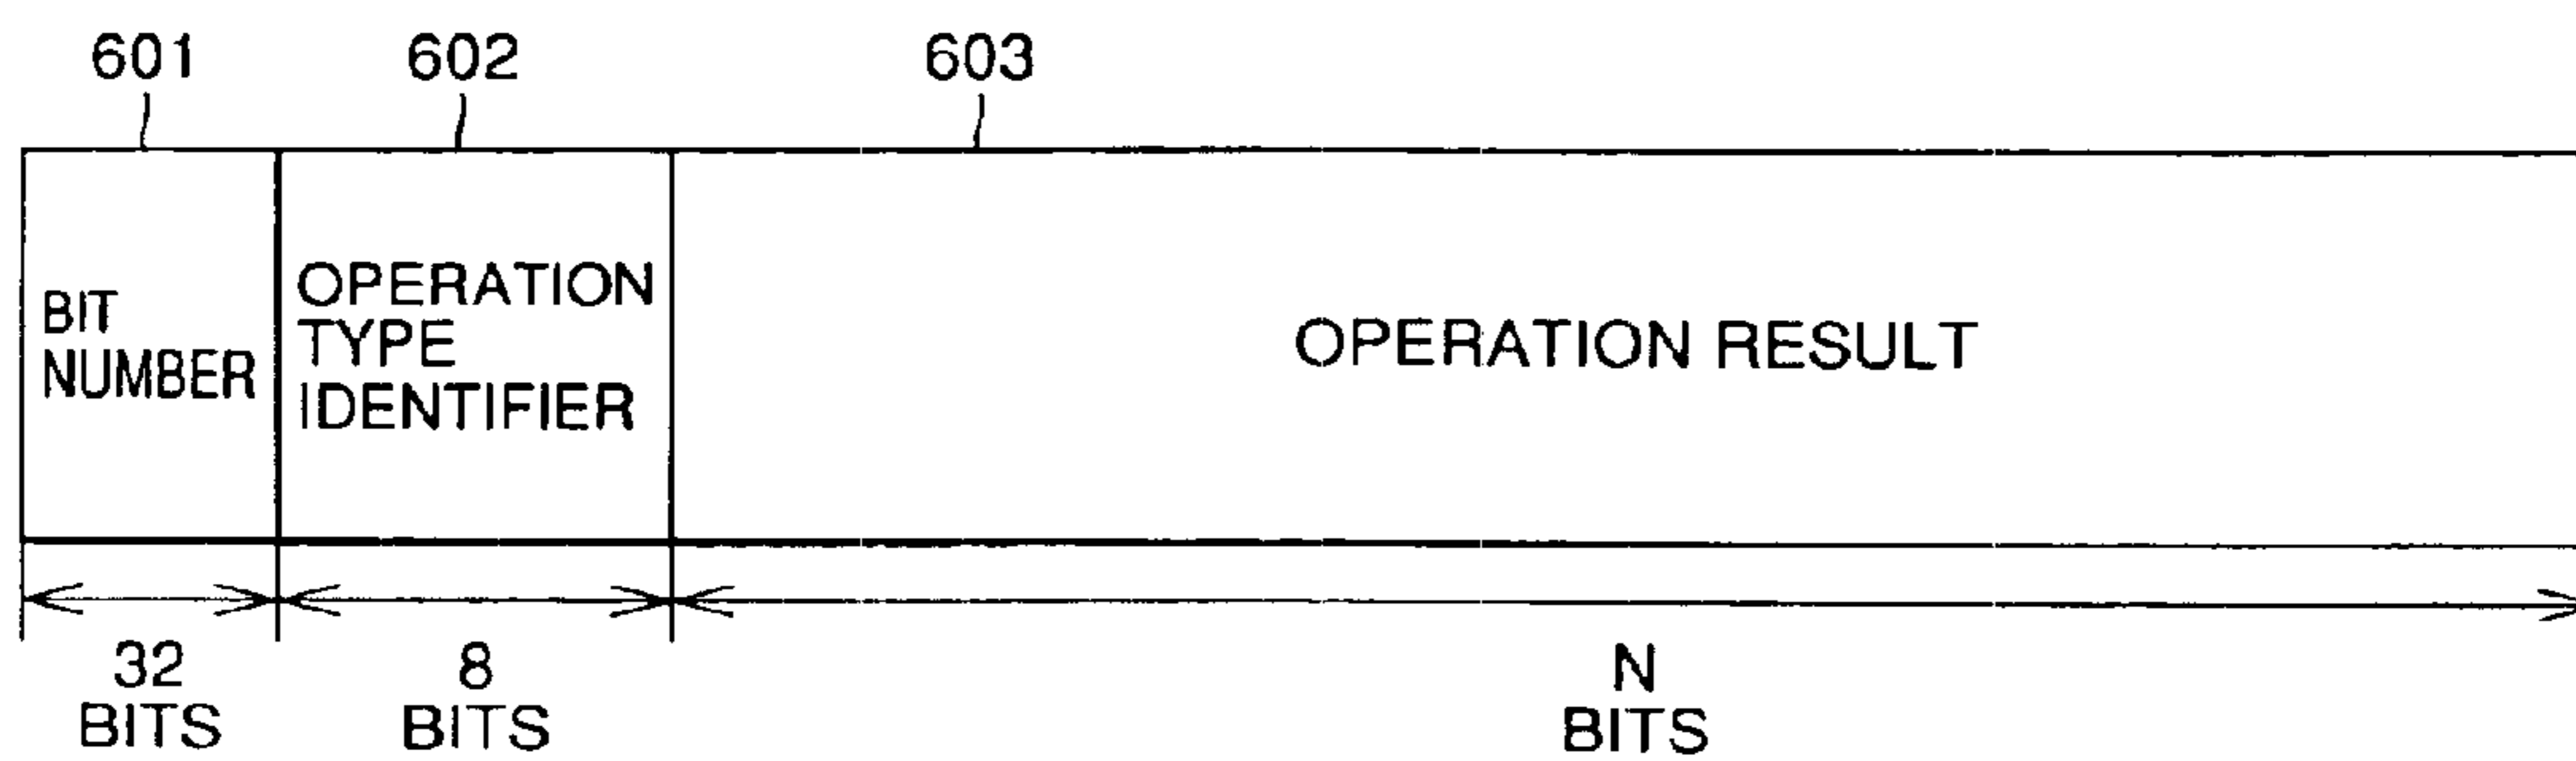 601 602 603
BIT
NUMBER
OPERATION
TYPE
IDENTIFIER
OPERATION RESULT
32
BITS
8
BITS
N
BITS